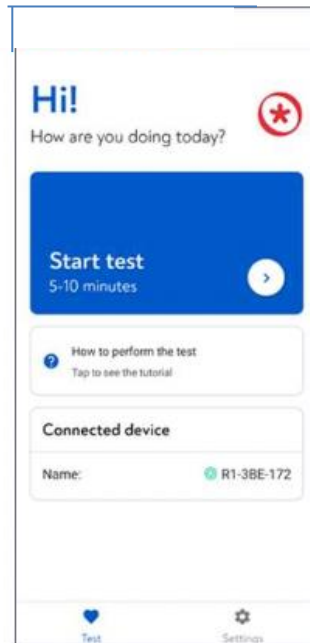 Hi!
How are you doing today?
Start test
5-10 minutes
How to perform the test
Tap to see the tutorial
Connected device
Name:
R1-3BE-172
Test
Settings